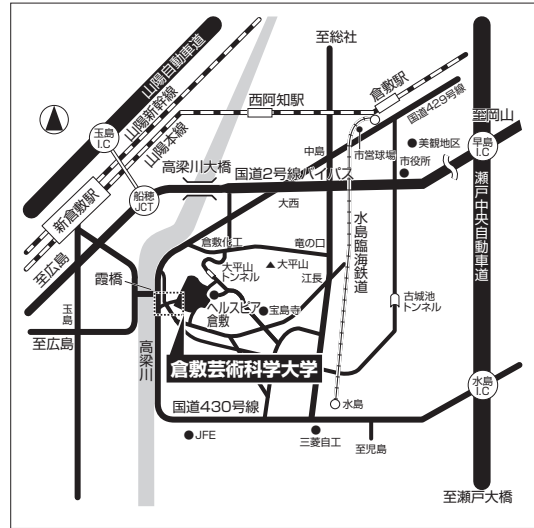 山陽自動車道
山陽新幹線
山陽本線
至総社
倉敷駅
西阿知駅
国道429号線
至岡山
玉島
I.C
中島
市営球場
美観地区
市役所
早島
I.C
高梁川大橋
国道2号線バイパス
船穂
JCT
新倉敷駅
大西
水島臨海鉄道
瀬戸中央自動車道
至広島
倉敷化工
竜の口
大平山
トンネル
大平山
江長
霞橋
古城池
トンネル
玉島
ヘルスピア
倉敷
宝島寺
至広島
高梁川
倉敷芸術科学大学
水島
I.C
国道430号線
水島
JFE
三菱自工
至児島
至瀬戸大橋